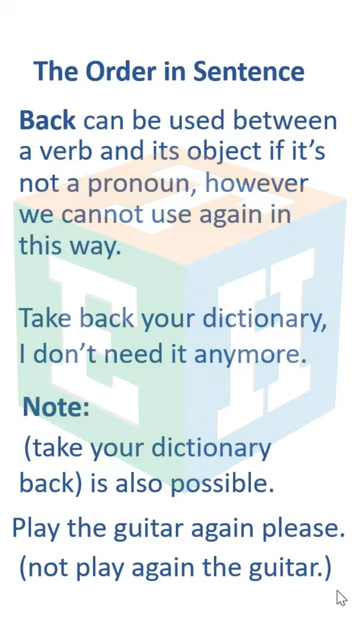 The Order in Sentence
Back can be used between
a verb and its object if it's
not a pronoun, however
we cannot use again in
this way.
Take back your dictionary,
I don't need it anymore.
Note:
(take your dictionary
back) is also possible.
Play the guitar again please.
(not play again the guitar.)
E
H